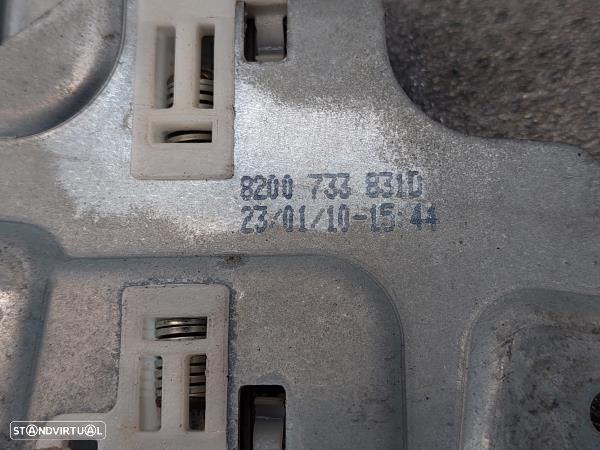 8200 733 831D
23/01/10-15:44
STANDVIRTUAL